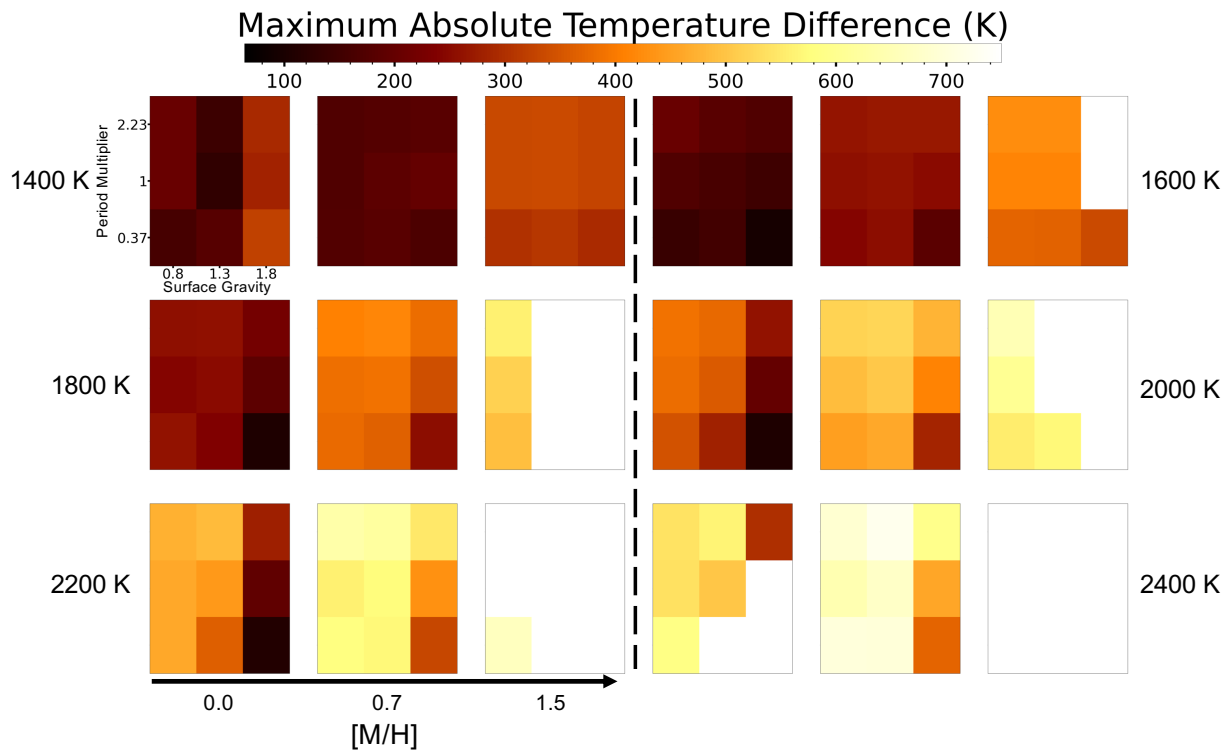 Maximum Absolute Temperature Difference (K)
100 200 300 400 500 600 700
1400 K
Period Multiplier
2.23
1
0.37
0.8 1.3 1.8
Surface Gravity
1600 K
1800 K
2000 K
2200 K
2400 K
0.0 0.7 1.5
[M/H]